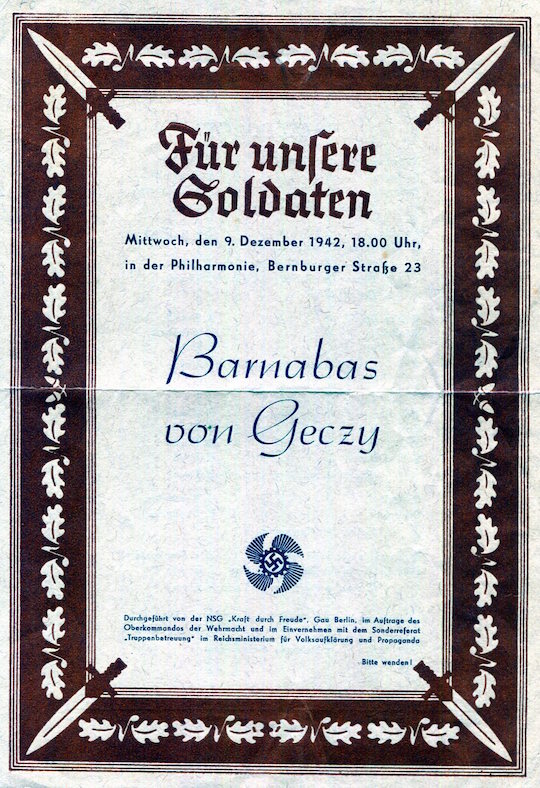 Für unsere
Soldaten
Mittwoch, den 9. Dezember 1942, 18.00 Uhr,
in der Philharmonie, Bernburger Straße 23
Barnabas
von Geczy
Durchgeführt von der NSG „Kraft durch Freude“, Gau Berlin, im Auftrage des
Oberkommandos der Wehrmacht und im Einvernehmen mit dem Sonderreferat
„Truppenbetreuung“ im Reichsministerium für Volksaufklärung und Propaganda
Bitte wenden!